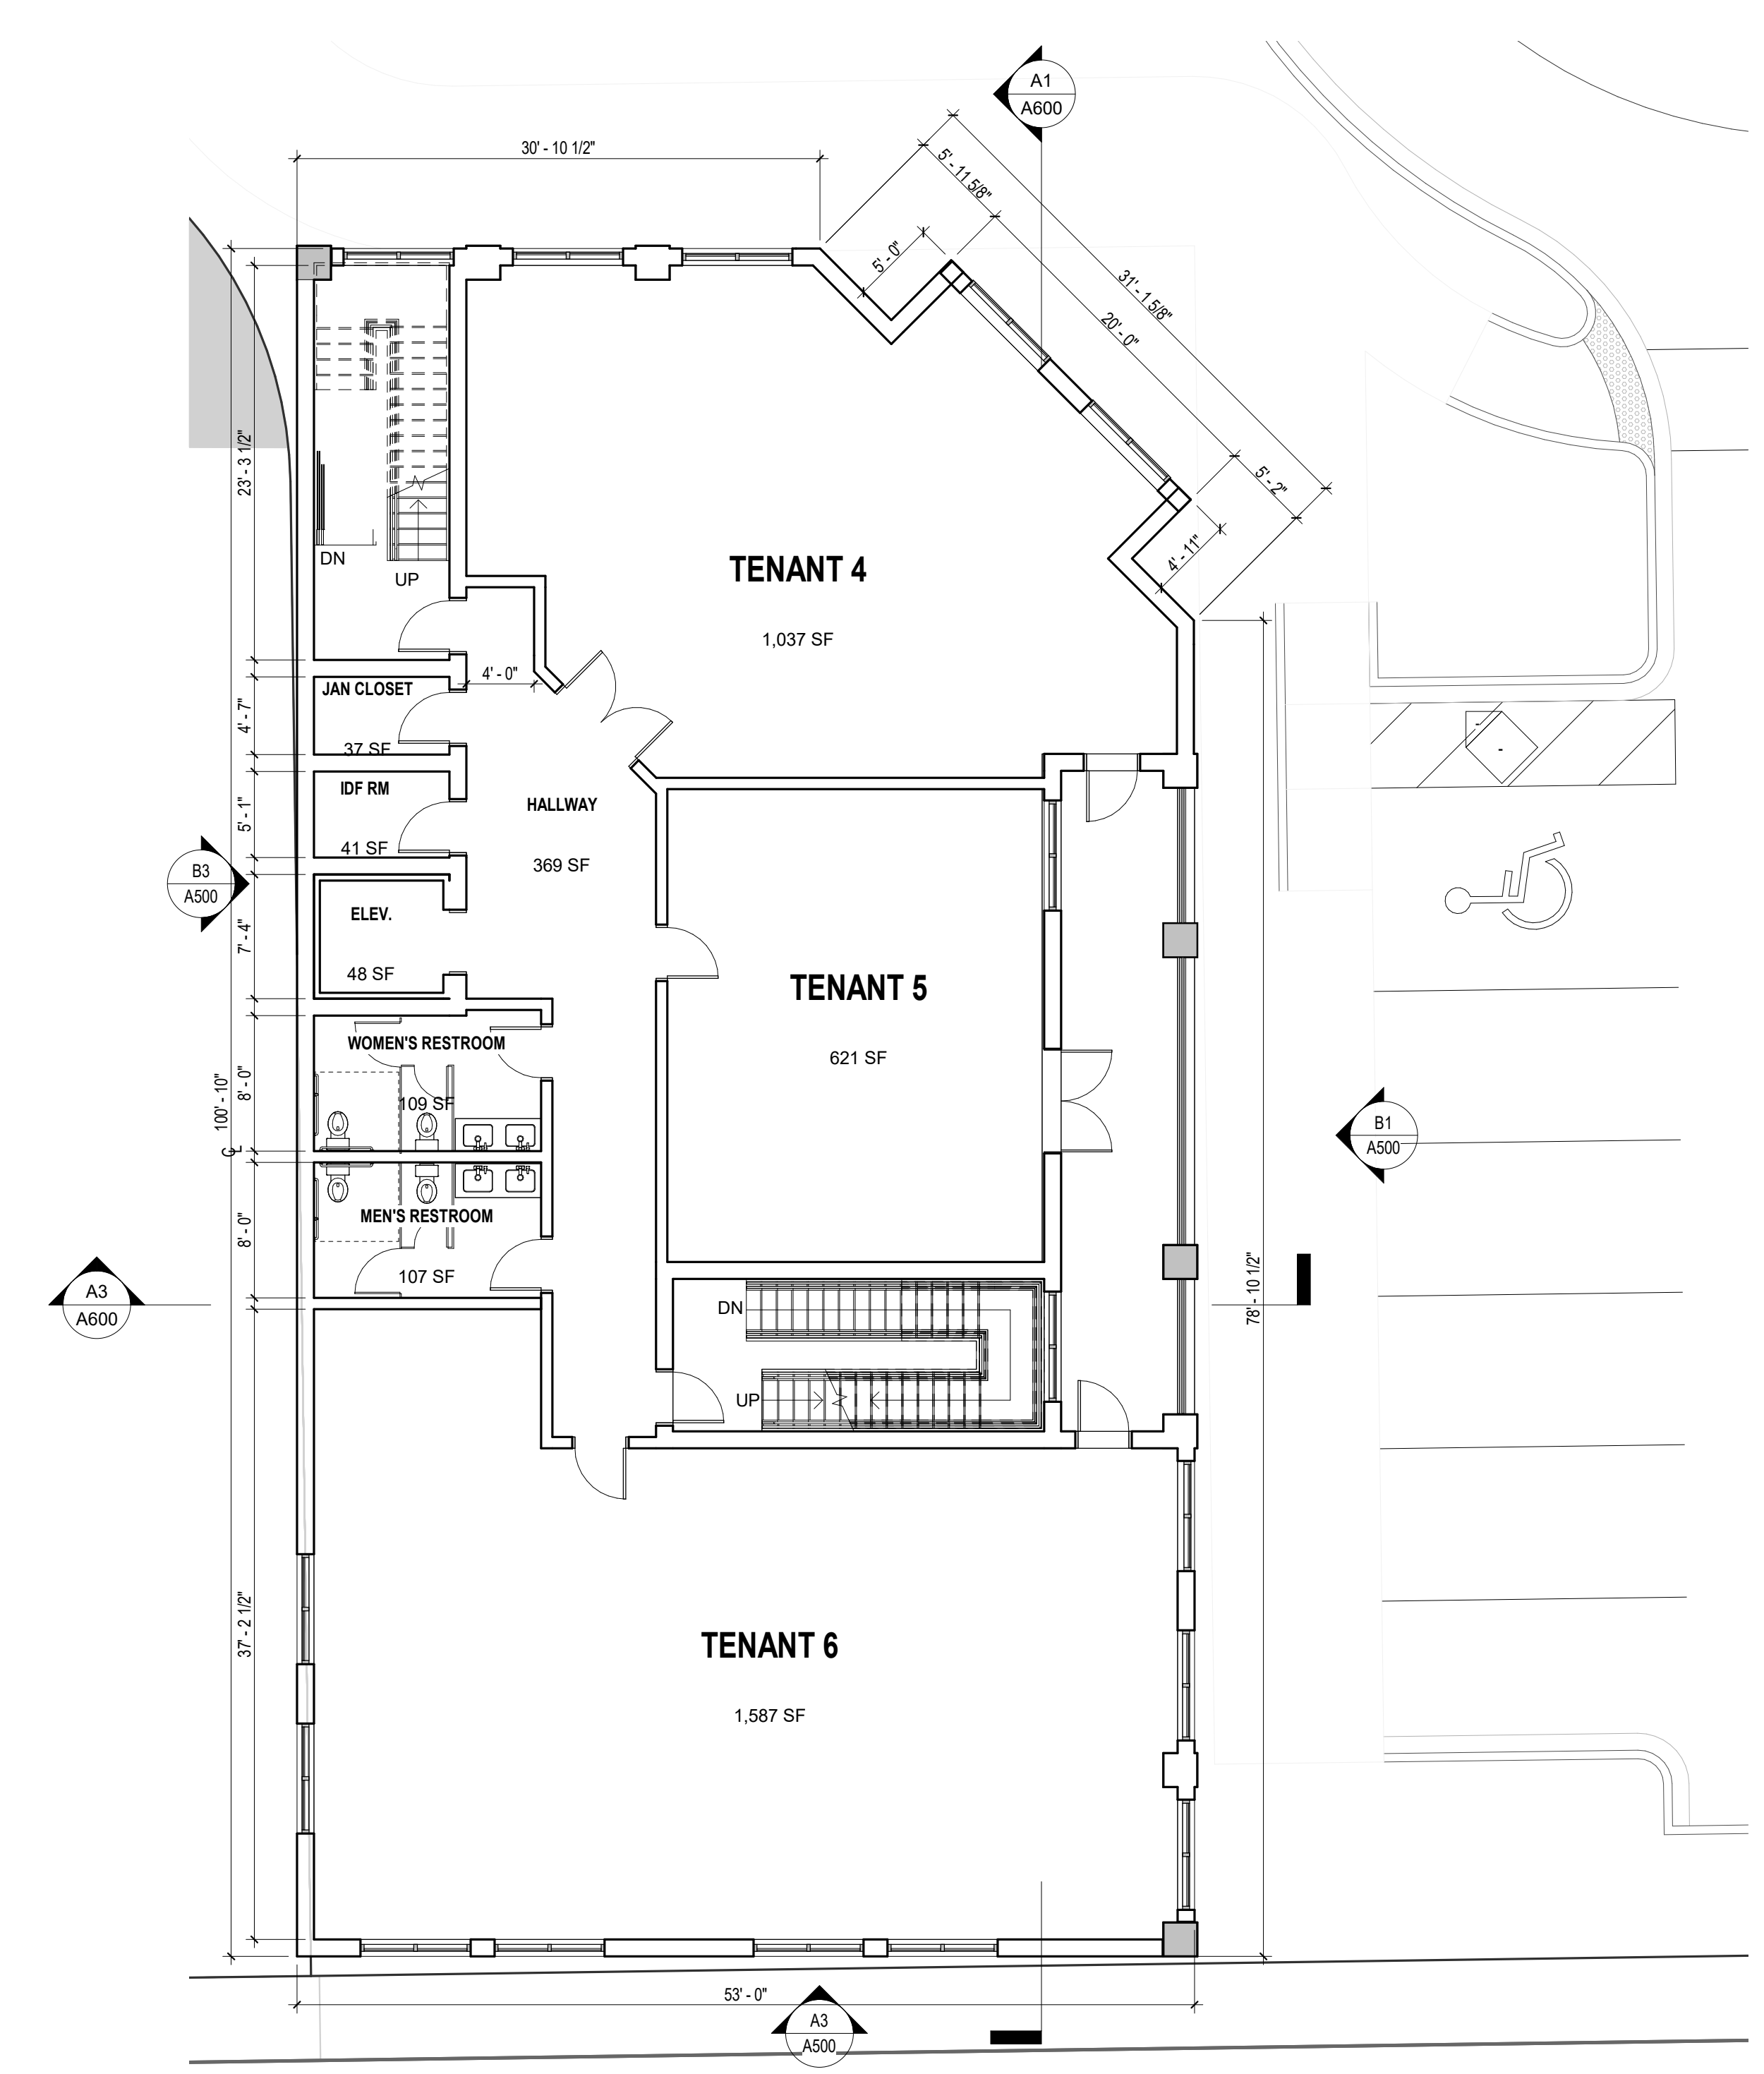 A1
A600
30' - 10 1/2"
5' - 11 5/8"
5' - 0"
31' - 1 5/8"
20' - 0"
5' - 2"
4' - 11"
23' - 3 1/2"
DN
UP
TENANT 4
1,037 SF
4' - 0"
JAN CLOSET
37 SF
4' - 7"
IDF RM
41 SF
5' - 1"
HALLWAY
369 SF
B3
A500
ELEV.
48 SF
7' - 4"
TENANT 5
621 SF
WOMEN'S RESTROOM
109 SF
8' - 0"
100' - 10"
CL
B1
A500
MEN'S RESTROOM
107 SF
8' - 0"
A3
A600
DN
UP
78' - 10 1/2"
37' - 2 1/2"
TENANT 6
1,587 SF
53' - 0"
A3
A500